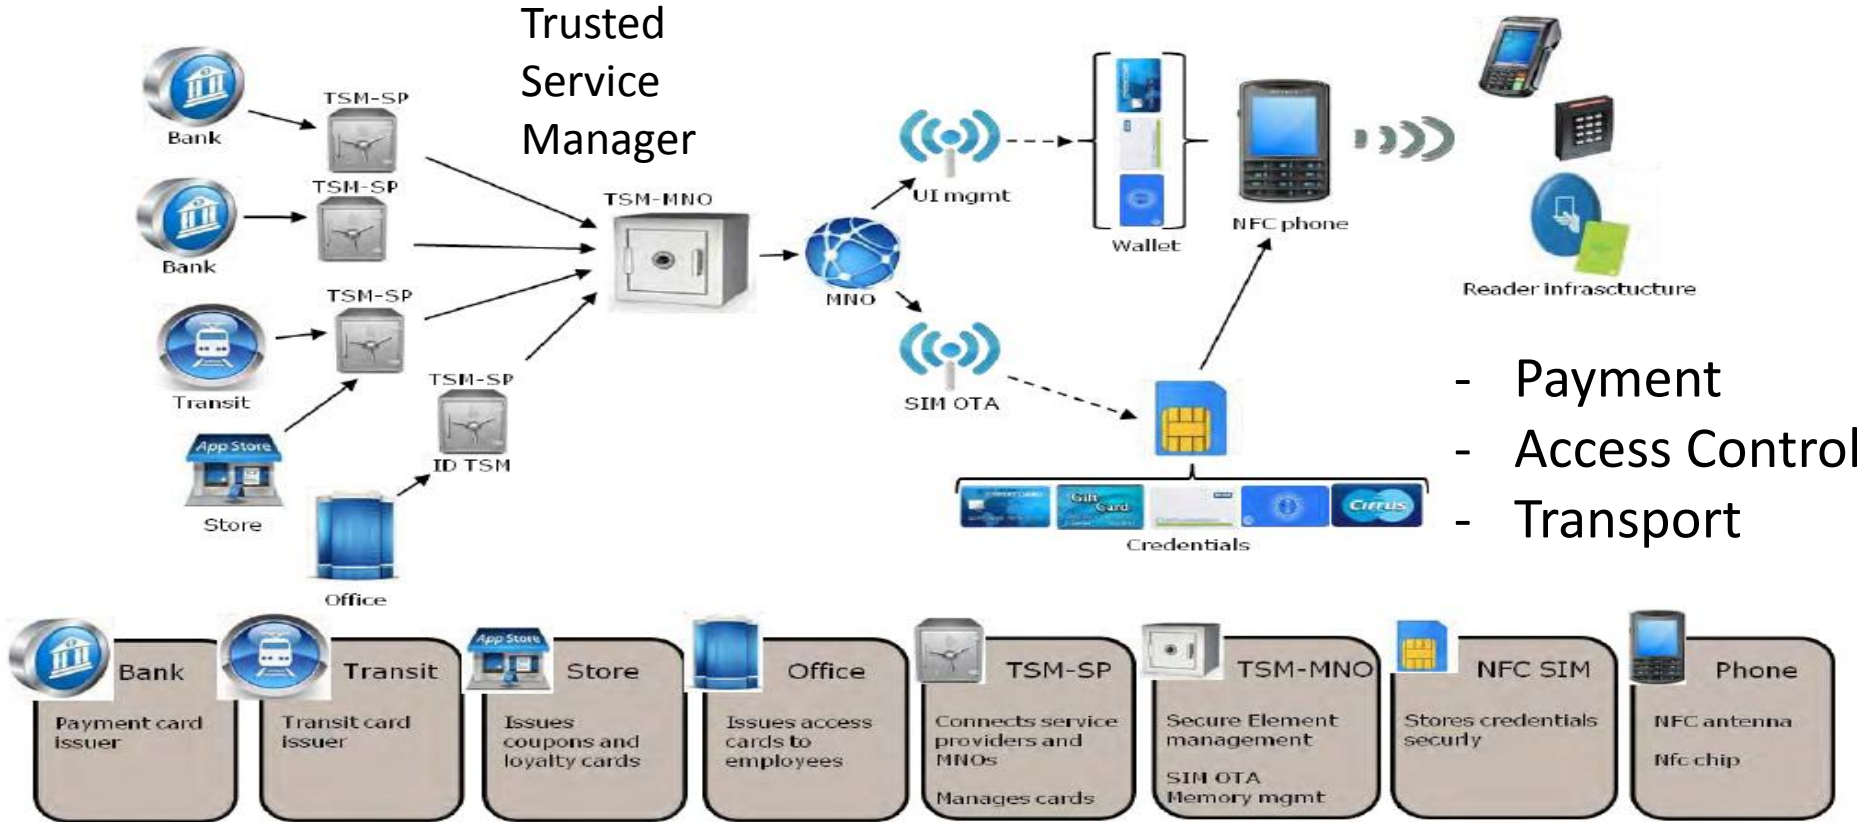 Trusted
Service
Manager
Bank
TSM-SP
Bank
TSM-SP
Transit
TSM-SP
App Store
Store
TSM-SP
ID TSM
Office
TSM-MNO
MNO
UI mgmt
SIM OTA
Wallet
NFC phone
Reader infrasctucture
Gift
Card
Cirrus
Credentials
- Payment
- Access Control
- Transport
Bank
Payment card
issuer
Transit
Transit card
issuer
App Store
Store
Issues
coupons and
loyalty cards
Office
Issues access
cards to
employees
TSM-SP
Connects service
providers and
MNOs
Manages cards
TSM-MNO
Secure Element
management
SIM OTA
Memory mgmt
NFC SIM
Stores credentials
securly
Phone
NFC antenna
Nfc chip